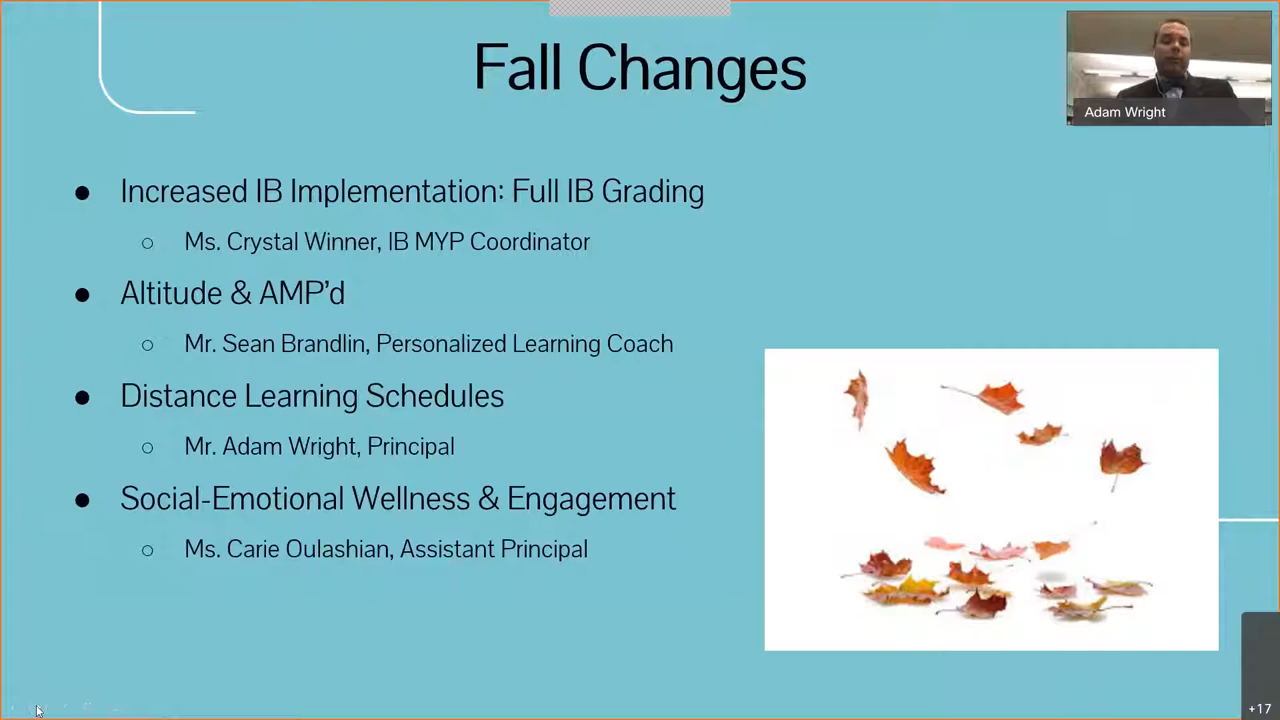 Fall Changes
Adam Wright
● Increased IB Implementation: Full IB Grading
○ Ms. Crystal Winner, IB MYP Coordinator
● Altitude & AMP’d
○ Mr. Sean Brandlin, Personalized Learning Coach
● Distance Learning Schedules
○ Mr. Adam Wright, Principal
● Social-Emotional Wellness & Engagement
○ Ms. Carie Oulashian, Assistant Principal
+17